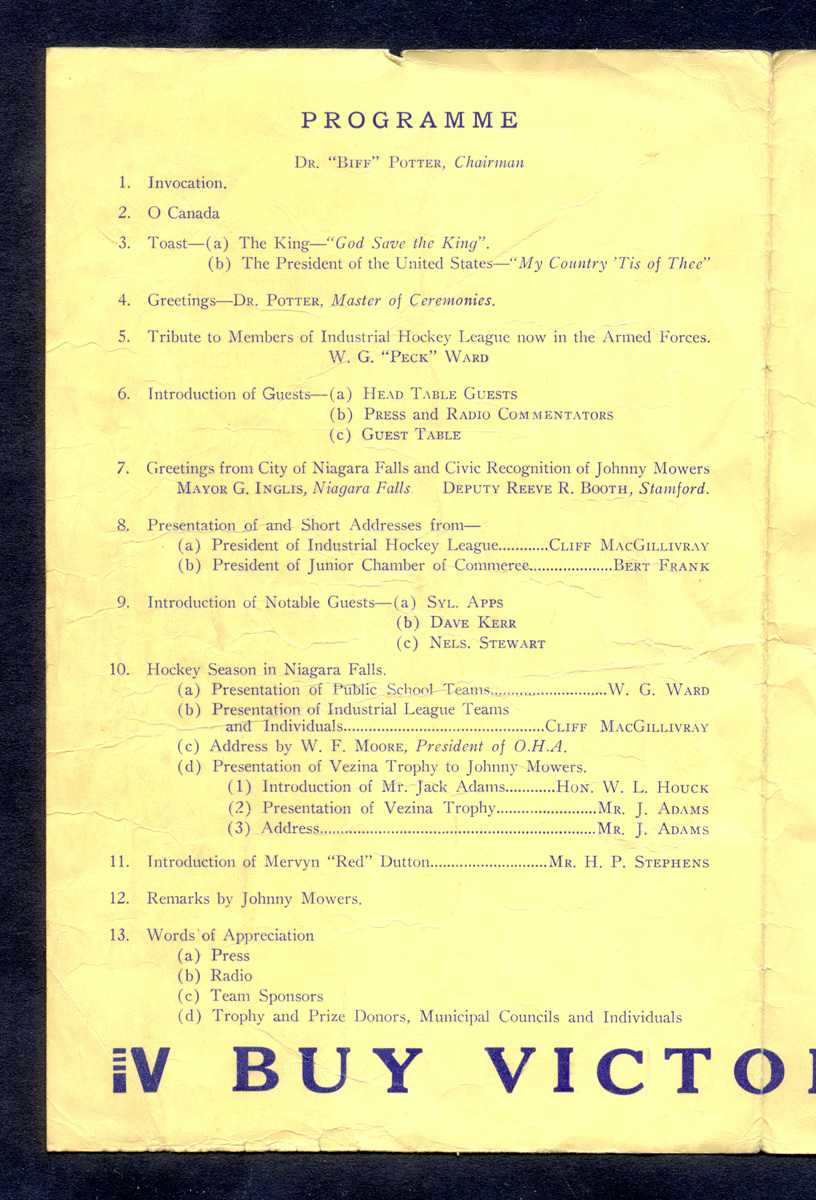 PROGRAMME
DR. "BIFF" POTTER, Chairman
1. Invocation.
2. O Canada
3. Toast—(a) The King—"God Save the King".
(b) The President of the United States—"My Country 'Tis of Thee"
4. Greetings—DR. POTTER, Master of Ceremonies.
5. Tribute to Members of Industrial Hockey League now in the Armed Forces.
W. G. "PECK" WARD
6. Introduction of Guests—(a) HEAD TABLE GUESTS
(b) PRESS and RADIO COMMENTATORS
(c) GUEST TABLE
7. Greetings from City of Niagara Falls and Civic Recognition of Johnny Mowers
MAYOR G. INGLIS, Niagara Falls DEPUTY REEVE R. BOOTH, Stamford.
8. Presentation of and Short Addresses from—
(a) President of Industrial Hockey League............CLIFF MACGILLIVRAY
(b) President of Junior Chamber of Commerce....................BERT FRANK
9. Introduction of Notable Guests—(a) SYL. APPS
(b) DAVE KERR
(c) NELS. STEWART
10. Hockey Season in Niagara Falls.
(a) Presentation of Public School Teams............................W. G. WARD
(b) Presentation of Industrial League Teams
and Individuals................................................CLIFF MACGILLIVRAY
(c) Address by W. F. MOORE, President of O.H.A.
(d) Presentation of Vezina Trophy to Johnny Mowers.
(1) Introduction of Mr. Jack Adams............HON. W. L. HOUCK
(2) Presentation of Vezina Trophy........................MR. J. ADAMS
(3) Address..................................................................MR. J. ADAMS
11. Introduction of Mervyn "Red" Dutton............................MR. H. P. STEPHENS
12. Remarks by Johnny Mowers.
13. Words of Appreciation
(a) Press
(b) Radio
(c) Team Sponsors
(d) Trophy and Prize Donors, Municipal Councils and Individuals
V BUY VICTO